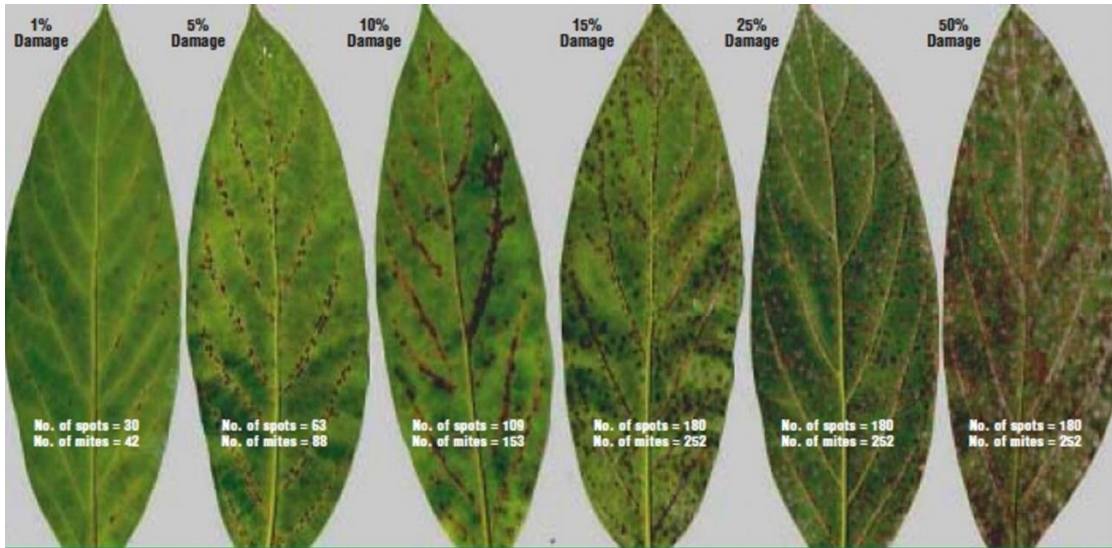 1%
Damage
5%
Damage
10%
Damage
15%
Damage
25%
Damage
50%
Damage
No. of spots = 30
No. of mites = 42
No. of spots = 63
No. of mites = 88
No. of spots = 109
No. of mites = 153
No. of spots = 180
No. of mites = 252
No. of spots = 180
No. of mites = 252
No. of spots = 180
No. of mites = 252